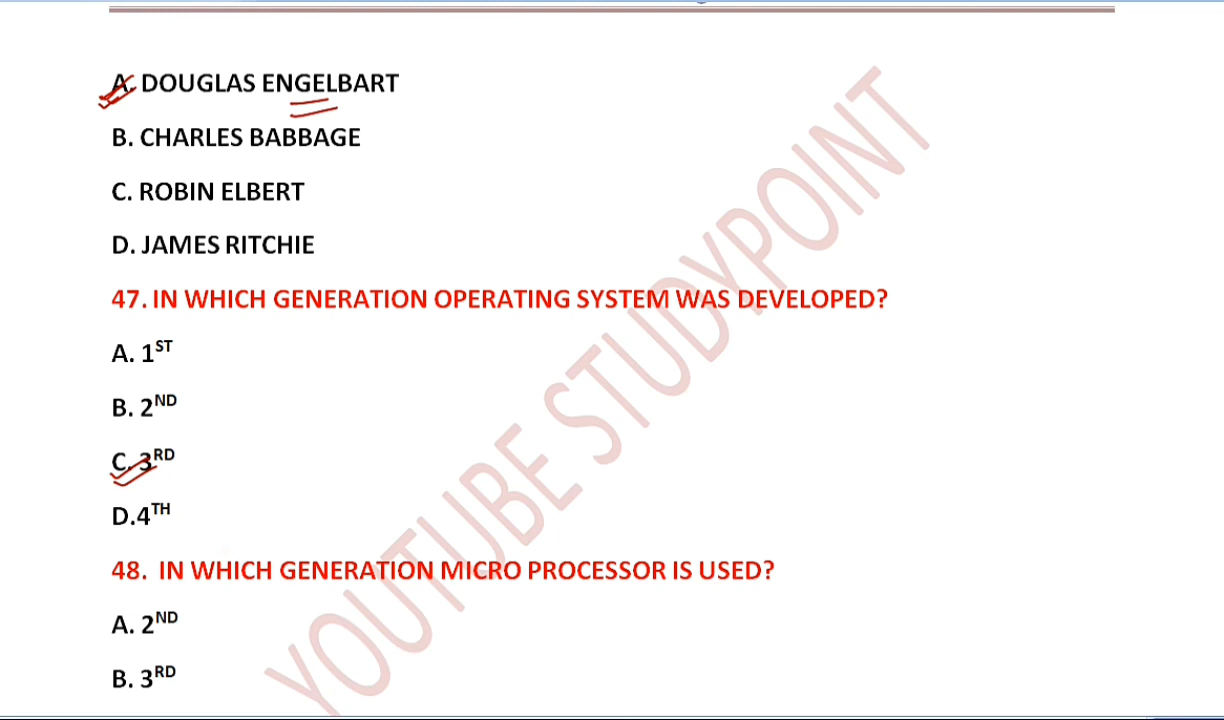 A. DOUGLAS ENGELBART
B. CHARLES BABBAGE
C. ROBIN ELBERT
D. JAMES RITCHIE
47. IN WHICH GENERATION OPERATING SYSTEM WAS DEVELOPED?
A. 1ST
B. 2ND
C. 3RD
D.4TH
48. IN WHICH GENERATION MICRO PROCESSOR IS USED?
A. 2ND
B. 3RD
YOUTUBE STUDYPOINT